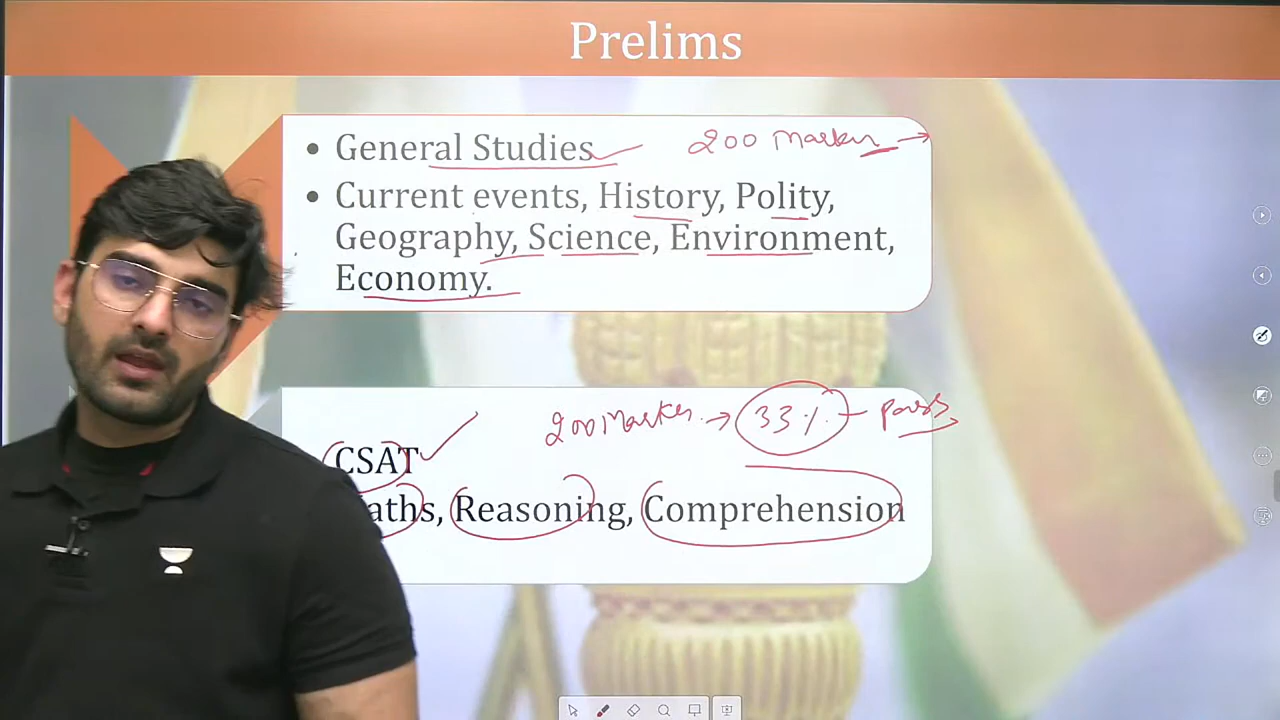 Prelims
• General Studies 200 Marks →
• Current events, History, Polity,
Geography, Science, Environment,
Economy.
200 Marks → 33% – Pass
CSAT
aths, Reasoning, Comprehension